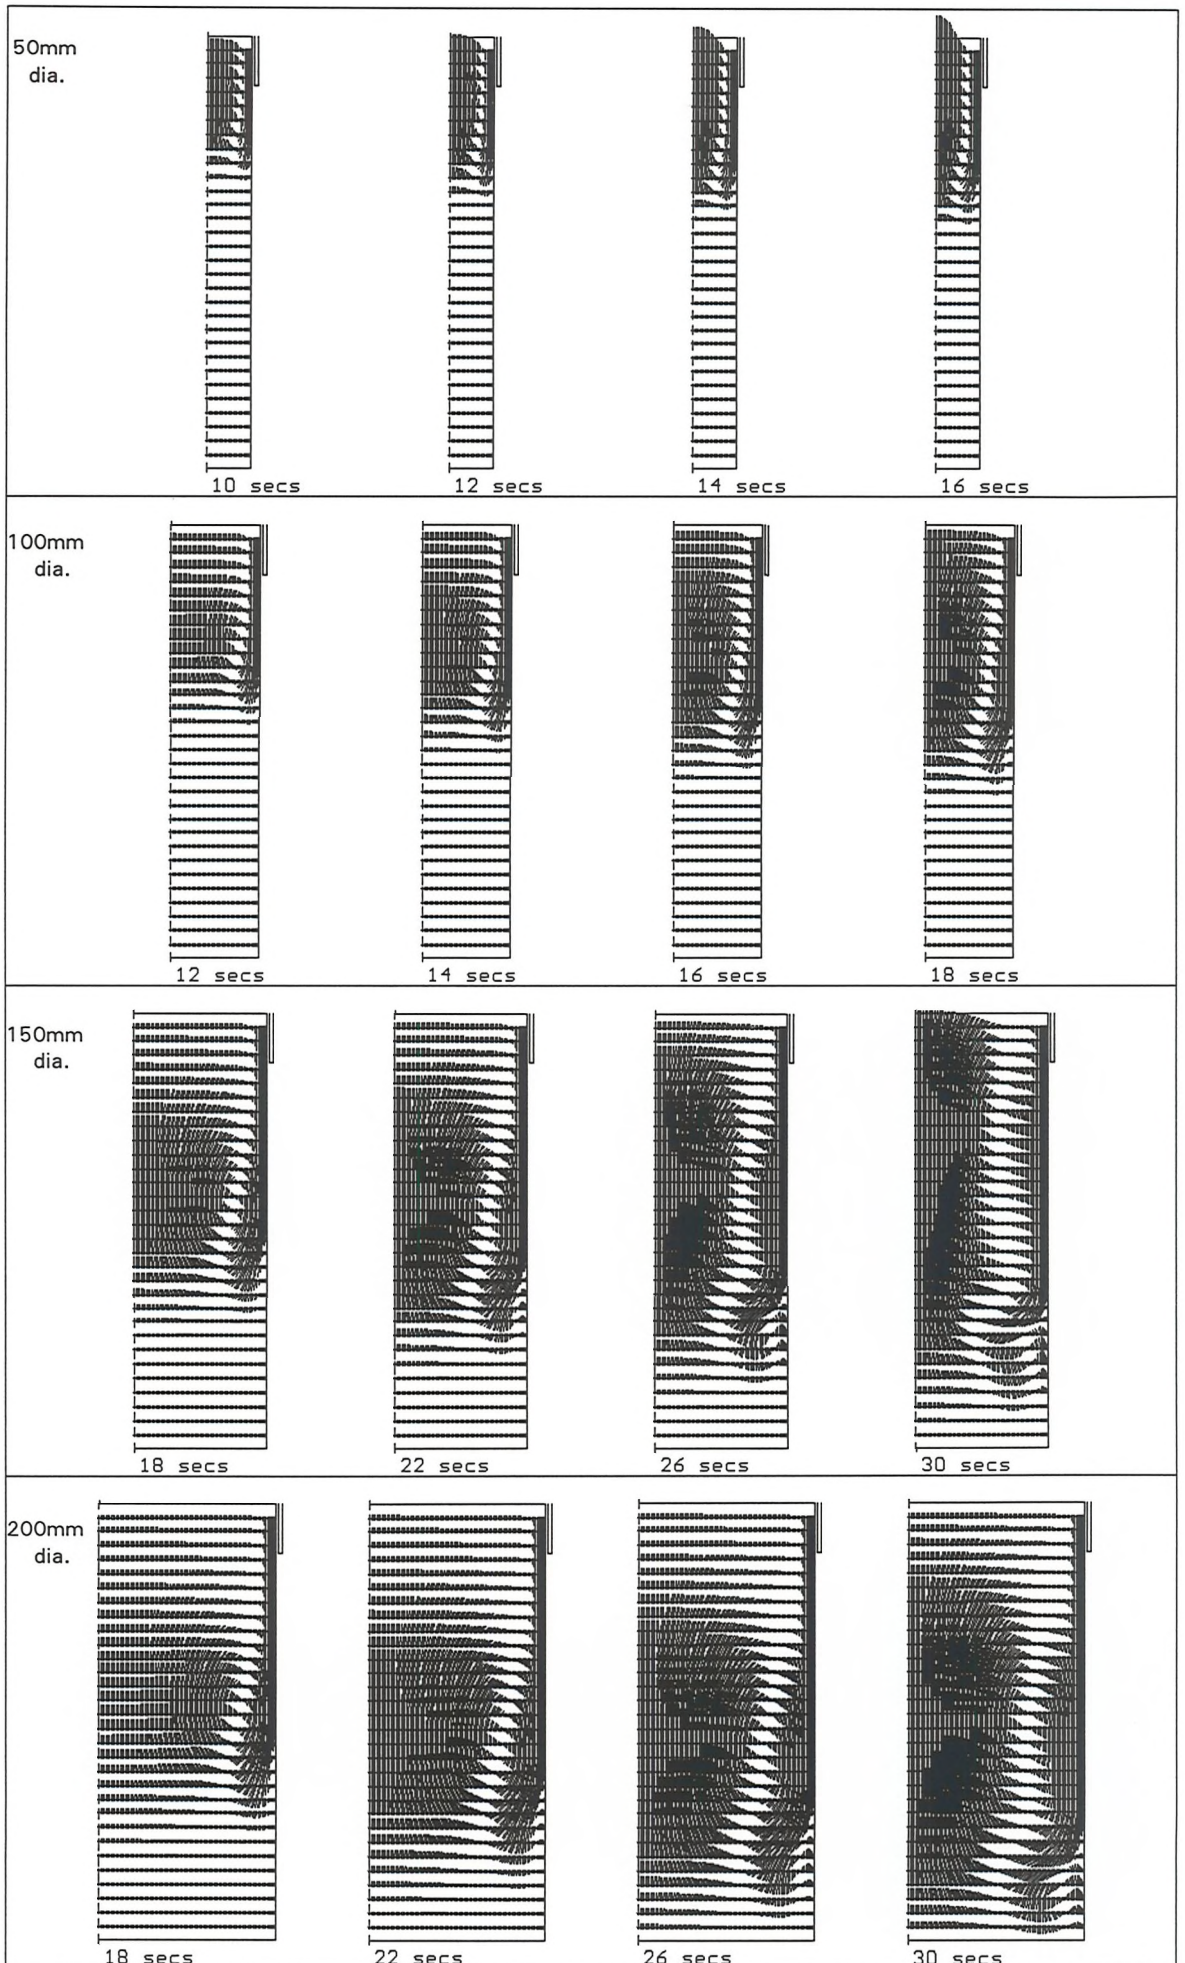 50mm
dia.
10 secs
12 secs
14 secs
16 secs
100mm
dia.
12 secs
14 secs
16 secs
18 secs
150mm
dia.
18 secs
22 secs
26 secs
30 secs
200mm
dia.
18 secs
22 secs
26 secs
30 secs